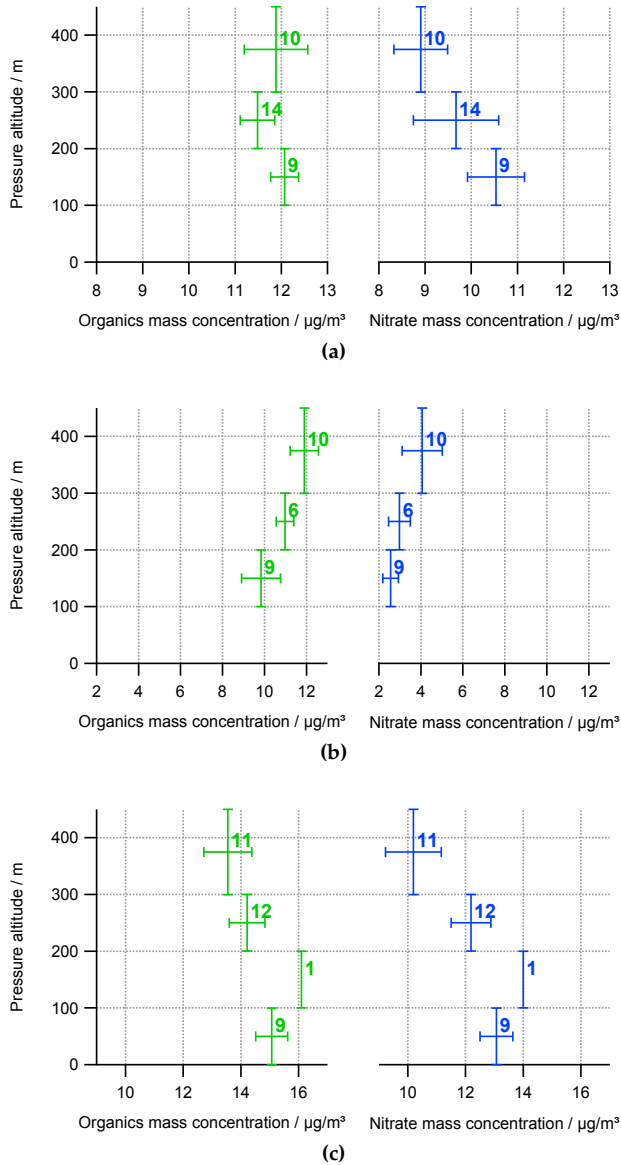 400
300
200
100
0
Pressure altitude / m
10
14
9
10
14
9
8 9 10 11 12 13 8 9 10 11 12 13
Organics mass concentration / µg/m³ Nitrate mass concentration / µg/m³
(a)
400
300
200
100
0
Pressure altitude / m
10
6
9
10
6
9
2 4 6 8 10 12 2 4 6 8 10 12
Organics mass concentration / µg/m³ Nitrate mass concentration / µg/m³
(b)
400
300
200
100
0
Pressure altitude / m
11
12
1
9
11
12
1
9
10 12 14 16 10 12 14 16
Organics mass concentration / µg/m³ Nitrate mass concentration / µg/m³
(c)